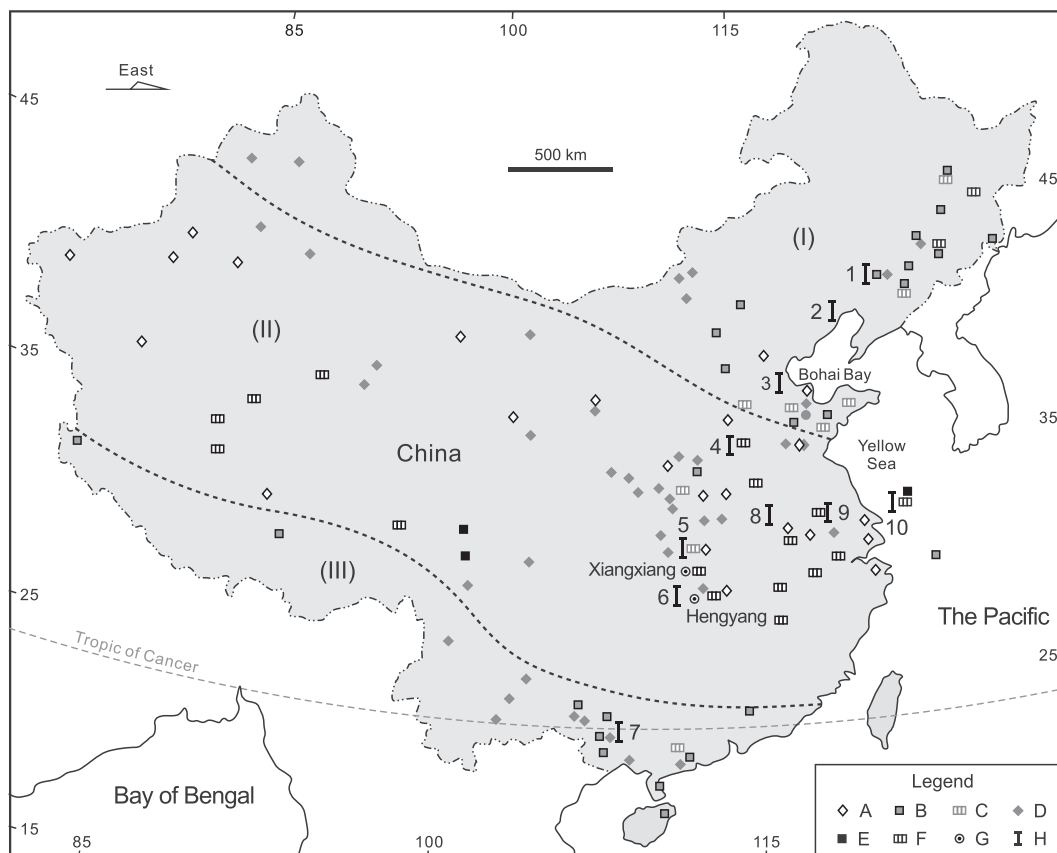 85 100 115
East
45
500 km
45
(I)
1
2
(II)
35
3 Bohai Bay
35
China
4
Yellow
Sea
8 9
10
5
(III)
Xiangxiang
25
6
Hengyang
The Pacific
Tropic of Cancer
25
7
Bay of Bengal
Legend
A B C D
E F G H
15
85 100 115